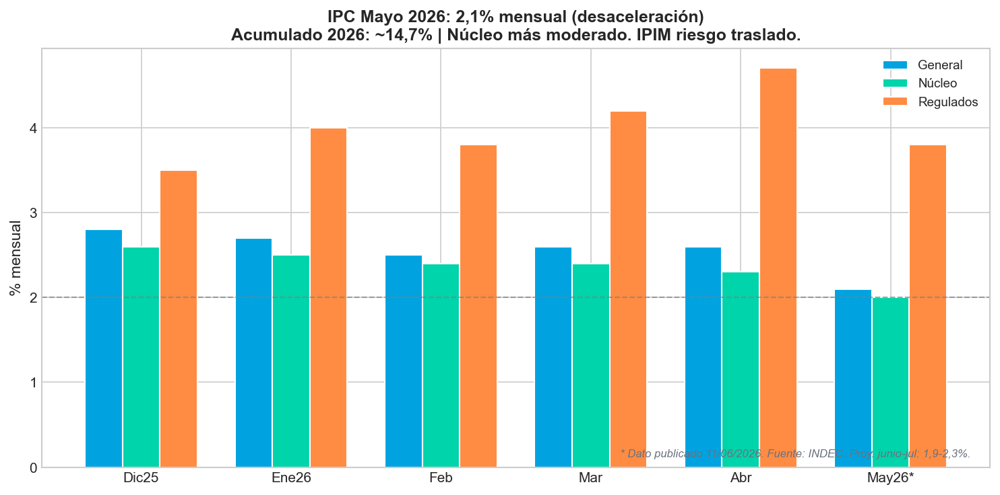 IPC Mayo 2026: 2,1% mensual (desaceleración)
Acumulado 2026: ~14,7% | Núcleo más moderado. IPIM riesgo traslado.
General
Núcleo
Regulados
% mensual
4
3
2
1
0
* Dato publicado 11/06/2026. Fuente: INDEC. Proy. junio-jul: 1,9-2,3%.
Dic25
Ene26
Feb
Mar
Abr
May26*